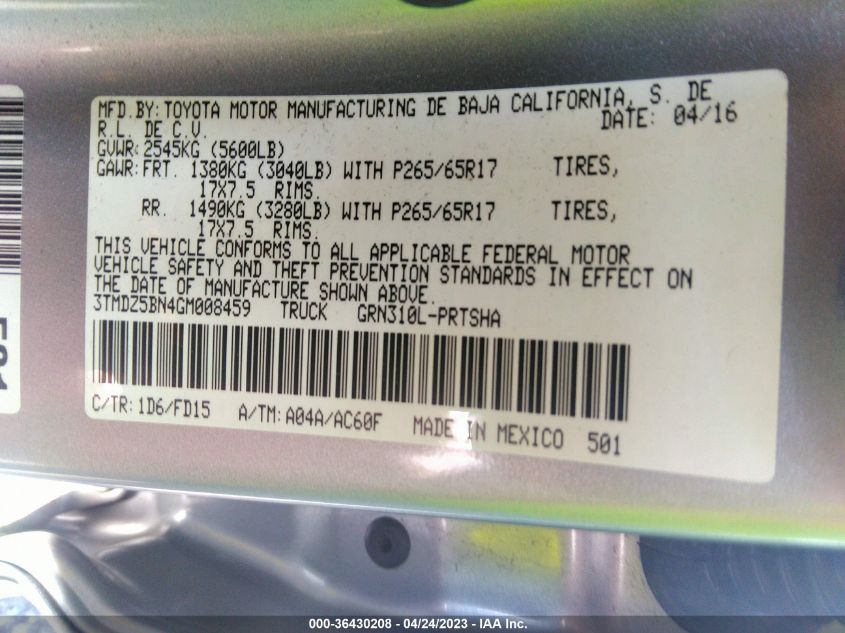 MFD.BY: TOYOTA MOTOR MANUFACTURING DE BAJA CALIFORNIA, S. DE
R.L. DE C.V. DATE: 04/16
GVWR: 2545KG (5600LB)
GAWR: FRT. 1380KG (3040LB) WITH P265/65R17 TIRES,
17X7.5 RIMS.
RR. 1490KG (3280LB) WITH P265/65R17 TIRES,
17X7.5 RIMS.
THIS VEHICLE CONFORMS TO ALL APPLICABLE FEDERAL MOTOR
VEHICLE SAFETY AND THEFT PREVENTION STANDARDS IN EFFECT ON
THE DATE OF MANUFACTURE SHOWN ABOVE.
3TMDZ5BN4GM008459 TRUCK GRN310L-PRTSHA
C/TR: 1D6/FD15 A/TM: A04A/AC60F MADE IN MEXICO 501
000-36430208 - 04/24/2023 - IAA Inc.